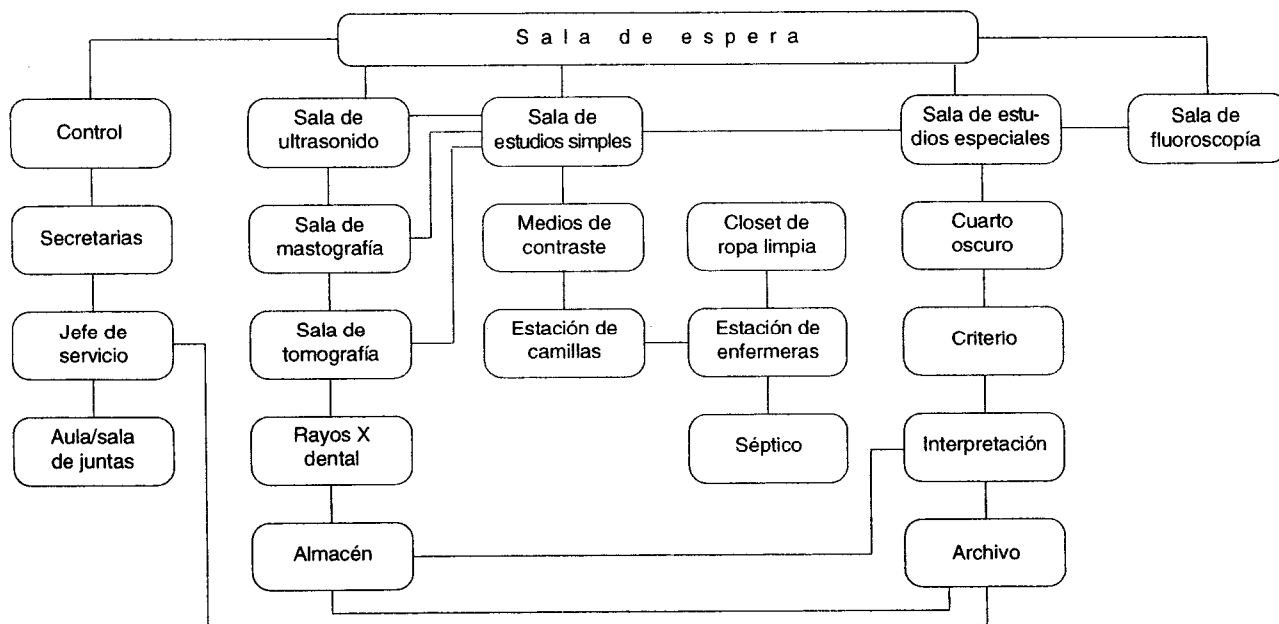 Sala de espera
Control
Sala de
ultrasonido
Sala de
estudios simples
Sala de estu-
dios especiales
Sala de
fluoroscopía
Secretarias
Sala de
mastografía
Medios de
contraste
Closet de
ropa limpia
Cuarto
oscuro
Jefe de
servicio
Sala de
tomografía
Estación de
camillas
Estación de
enfermeras
Criterio
Aula/sala
de juntas
Rayos X
dental
Séptico
Interpretación
Almacén
Archivo